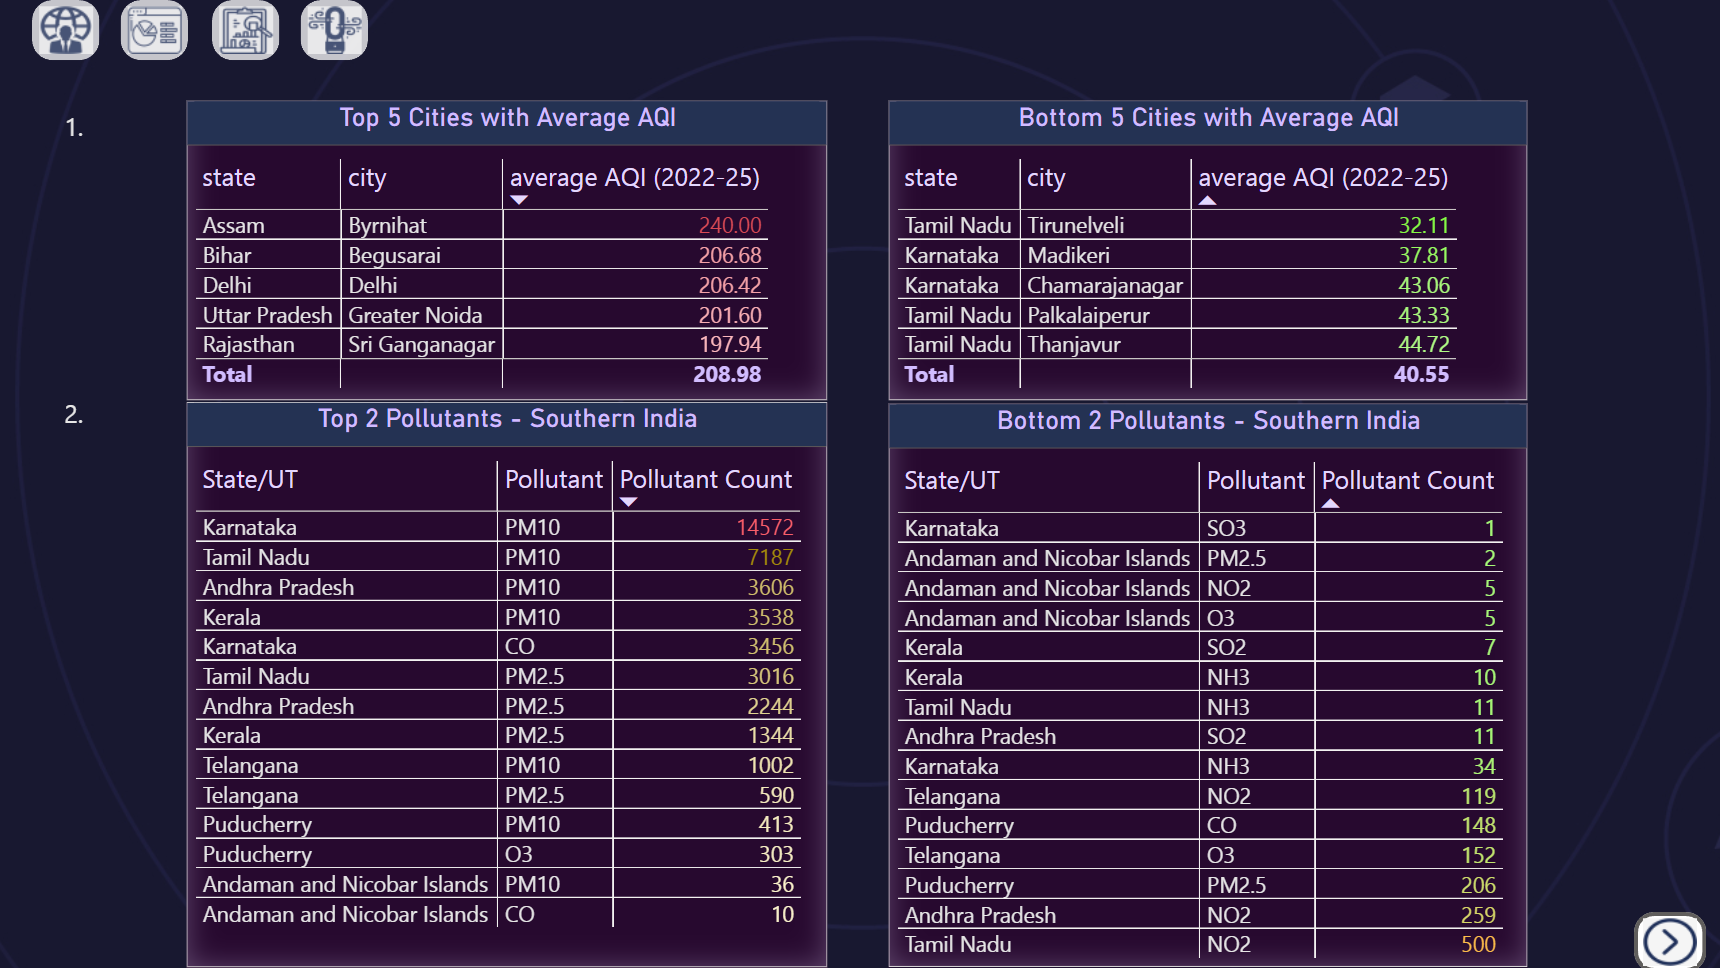 1.
Top 5 Cities with Average AQI
state city average AQI (2022-25)
Assam Byrnihat 240.00
Bihar Begusarai 206.68
Delhi Delhi 206.42
Uttar Pradesh Greater Noida 201.60
Rajasthan Sri Ganganagar 197.94
Total 208.98
Bottom 5 Cities with Average AQI
state city average AQI (2022-25)
Tamil Nadu Tirunelveli 32.11
Karnataka Madikeri 37.81
Karnataka Chamarajanagar 43.06
Tamil Nadu Palkalaiperur 43.33
Tamil Nadu Thanjavur 44.72
Total 40.55
2.
Top 2 Pollutants - Southern India
State/UT Pollutant Pollutant Count
Karnataka PM10 14572
Tamil Nadu PM10 7187
Andhra Pradesh PM10 3606
Kerala PM10 3538
Karnataka CO 3456
Tamil Nadu PM2.5 3016
Andhra Pradesh PM2.5 2244
Kerala PM2.5 1344
Telangana PM10 1002
Telangana PM2.5 590
Puducherry PM10 413
Puducherry O3 303
Andaman and Nicobar Islands PM10 36
Andaman and Nicobar Islands CO 10
Bottom 2 Pollutants - Southern India
State/UT Pollutant Pollutant Count
Karnataka SO3 1
Andaman and Nicobar Islands PM2.5 2
Andaman and Nicobar Islands NO2 5
Andaman and Nicobar Islands O3 5
Kerala SO2 7
Kerala NH3 10
Tamil Nadu NH3 11
Andhra Pradesh SO2 11
Karnataka NH3 34
Telangana NO2 119
Puducherry CO 148
Telangana O3 152
Puducherry PM2.5 206
Andhra Pradesh NO2 259
Tamil Nadu NO2 500